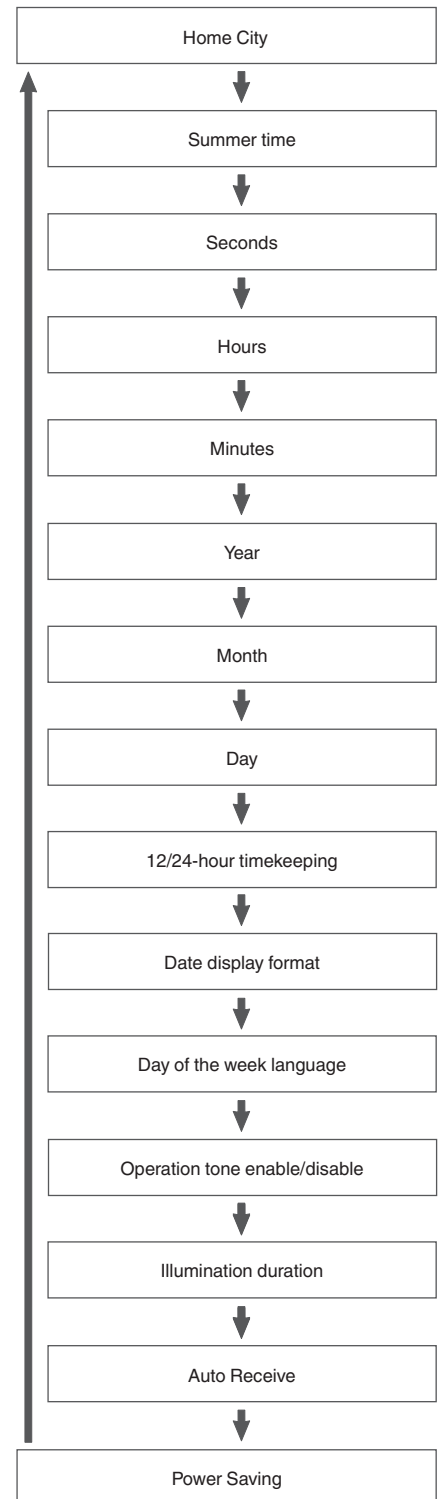 Home City
Summer time
Seconds
Hours
Minutes
Year
Month
Day
12/24-hour timekeeping
Date display format
Day of the week language
Operation tone enable/disable
Illumination duration
Auto Receive
Power Saving